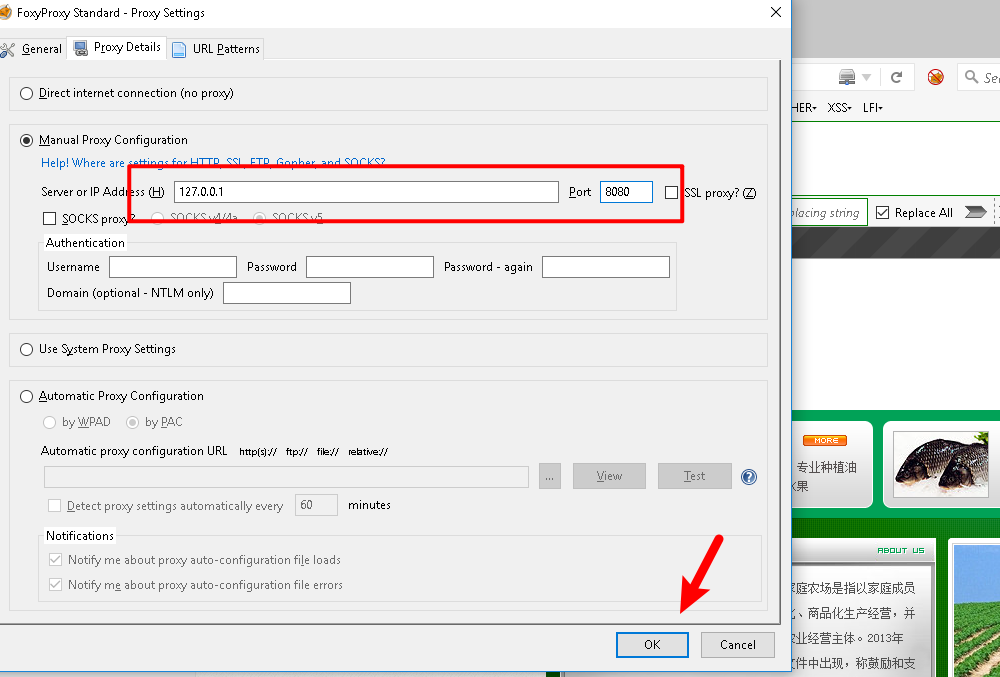 FoxyProxy Standard - Proxy Settings
General
Proxy Details
URL Patterns
Direct internet connection (no proxy)
Manual Proxy Configuration
Help! Where are settings for HTTP, SSL, FTP, Gopher, and SOCKS?
Server or IP Address (H) 127.0.0.1 Port 8080 SSL proxy? (Z)
SOCKS proxy? SOCKS v4/4a SOCKS v5
Authentication
Username Password Password - again
Domain (optional - NTLM only)
Use System Proxy Settings
Automatic Proxy Configuration
by WPAD by PAC
Automatic proxy configuration URL http(s):// ftp:// file:// relative://
... View Test
Detect proxy settings automatically every 60 minutes
Notifications
Notify me about proxy auto-configuration file loads
Notify me about proxy auto-configuration file errors
OK Cancel
XSS LFI
lacing string Replace All
MORE
专业种植油
果
ABOUT US
家庭农场是指以家庭成员
、商品化生产经营，并
业经营主体。2013年
文件中出现，称鼓励和支